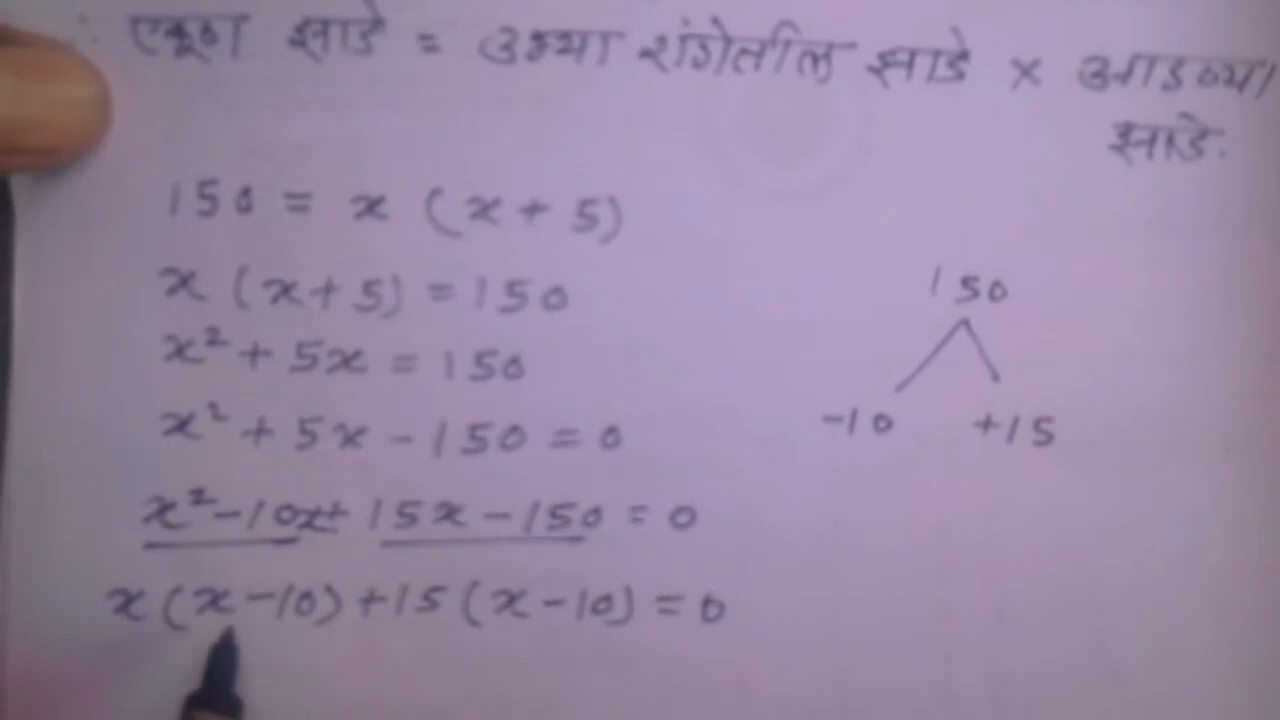 ∴ एकूण झाडे = उभ्या रांगेतील झाडे × आडव्या
झाडे.
150 = x (x + 5)
x (x + 5) = 150
x² + 5x = 150
x² + 5x - 150 = 0
x² - 10x + 15x - 150 = 0
x (x - 10) + 15 (x - 10) = 0
150
-10 +15